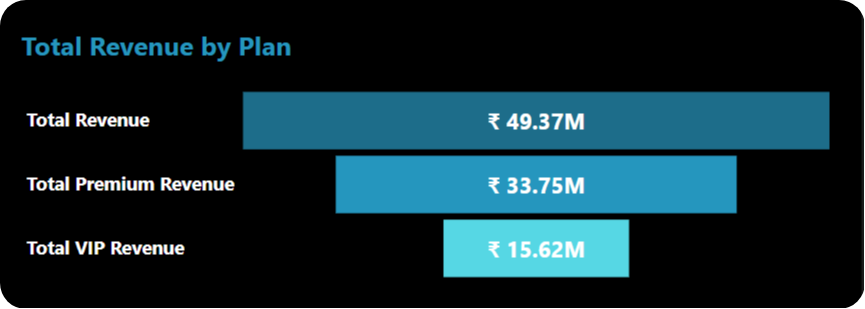 Total Revenue by Plan
Total Revenue ₹ 49.37M
Total Premium Revenue ₹ 33.75M
Total VIP Revenue ₹ 15.62M